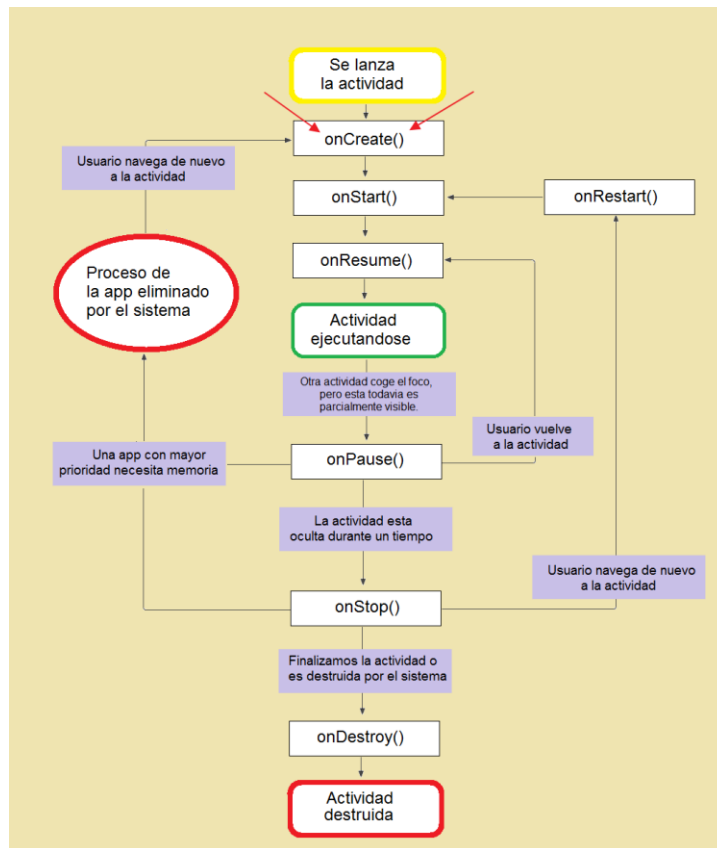 Se lanza
la actividad
onCreate()
Usuario navega de nuevo
a la actividad
onStart()
onRestart()
onResume()
Proceso de
la app eliminado
por el sistema
Actividad
ejecutandose
Otra actividad coge el foco,
pero esta todavia es
parcialmente visible.
Usuario vuelve
a la actividad
Una app con mayor
prioridad necesita memoria
onPause()
La actividad esta
oculta durante un tiempo
Usuario navega de nuevo
a la actividad
onStop()
Finalizamos la actividad o
es destruida por el sistema
onDestroy()
Actividad
destruida